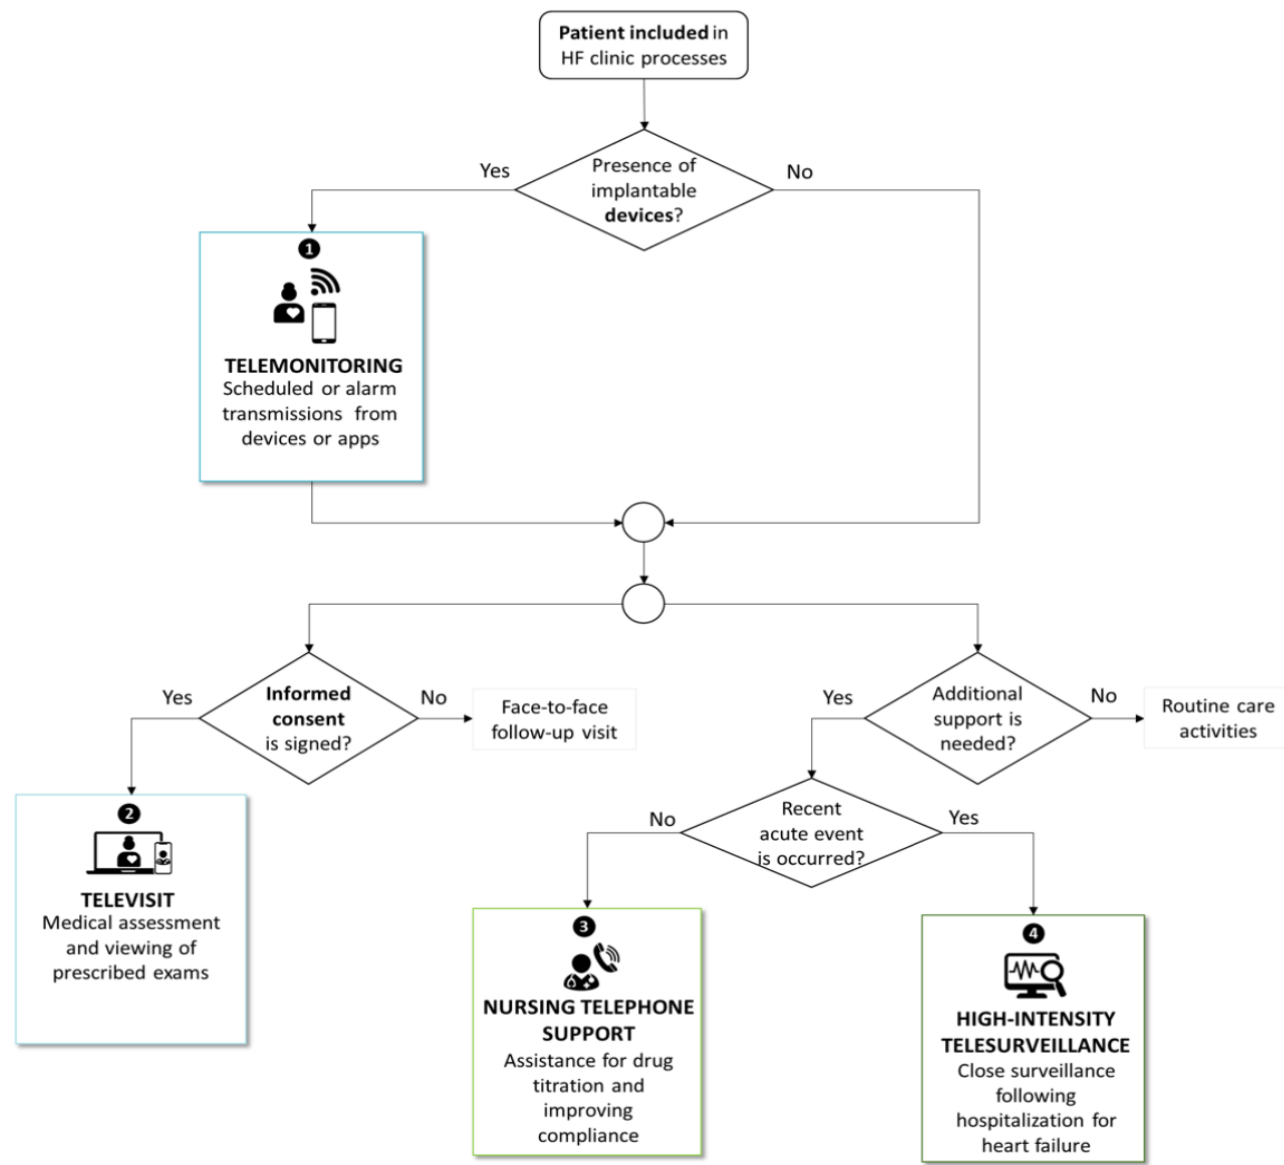 Patient included in
HF clinic processes
Presence of
implantable
devices?
Yes
No
1
TELEMONITORING
Scheduled or alarm
transmissions from
devices or apps
Informed
consent
is signed?
Yes
No
Face-to-face
follow-up visit
2
TELEVISIT
Medical assessment
and viewing of
prescribed exams
Additional
support is
needed?
Yes
No
Routine care
activities
Recent
acute event
is occurred?
No
Yes
3
NURSING TELEPHONE
SUPPORT
Assistance for drug
titration and
improving
compliance
4
HIGH-INTENSITY
TELESURVEILLANCE
Close surveillance
following
hospitalization for
heart failure